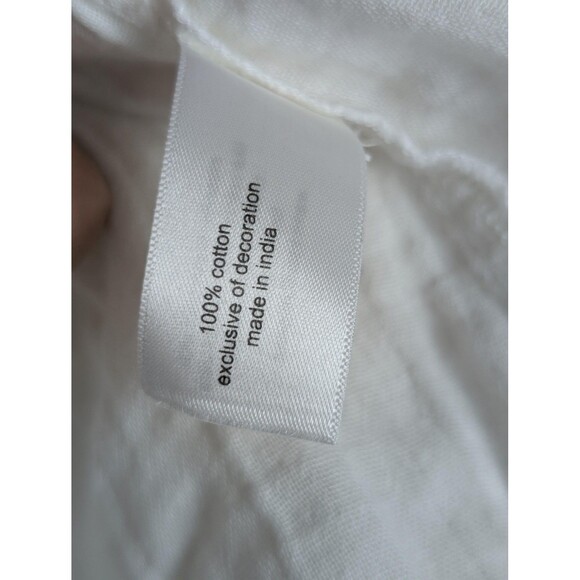 100% cotton
exclusive of decoration
made in india